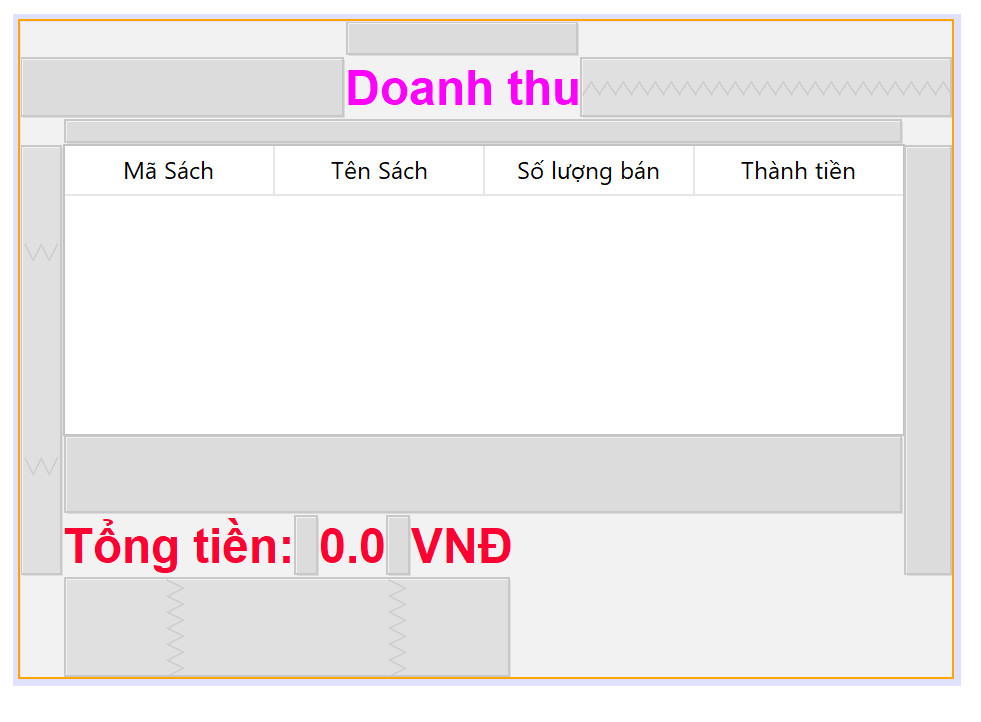 Doanh thu
Mã Sách Tên Sách Số lượng bán Thành tiền
Tổng tiền: 0.0 VNĐ